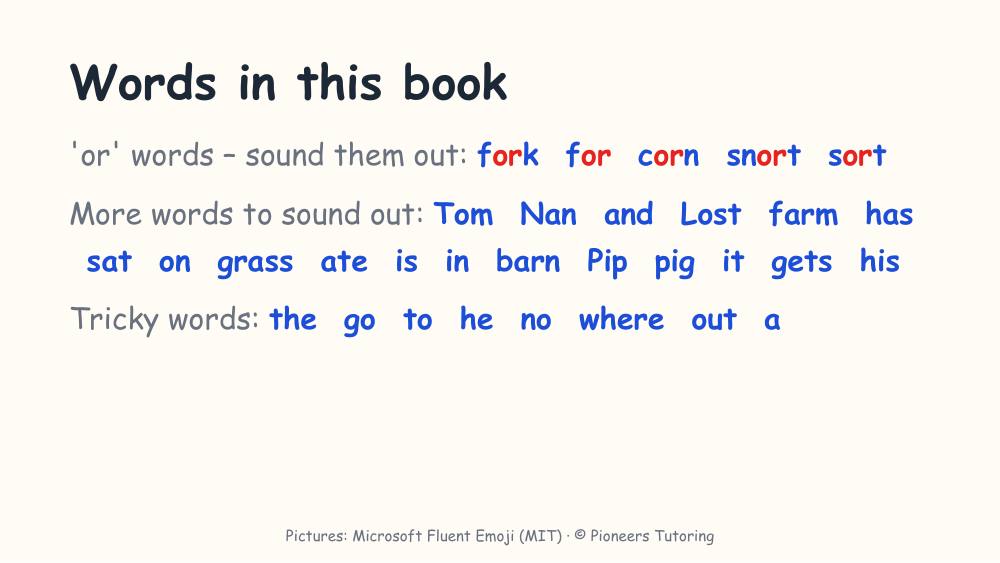 Words in this book
'or' words – sound them out: fork for corn snort sort
More words to sound out: Tom Nan and Lost farm has
sat on grass ate is in barn Pip pig it gets his
Tricky words: the go to he no where out a
Pictures: Microsoft Fluent Emoji (MIT) · © Pioneers Tutoring